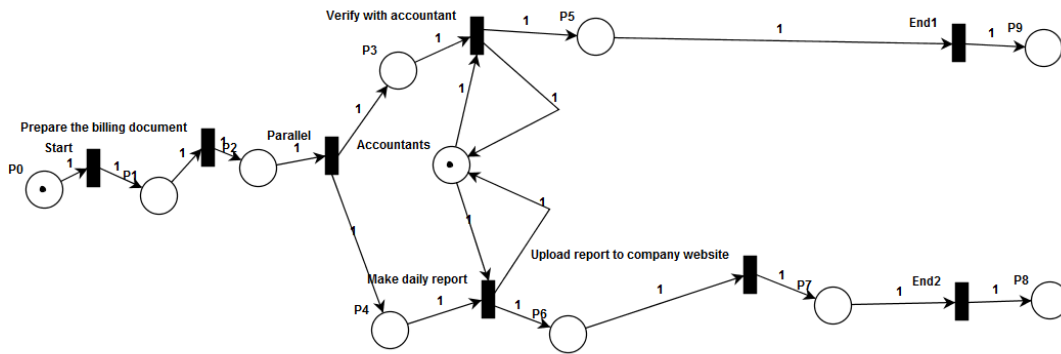 Verify with accountant
1
P5
1
End1
1
P9
P3
1
1
1
1
Prepare the billing document
Start
1
P2
Parallel
1
Accountants
P0
1
1
P1
1
1
1
1
Make daily report
Upload report to company website
P4
1
1
P6
1
1
P7
1
End2
1
P8